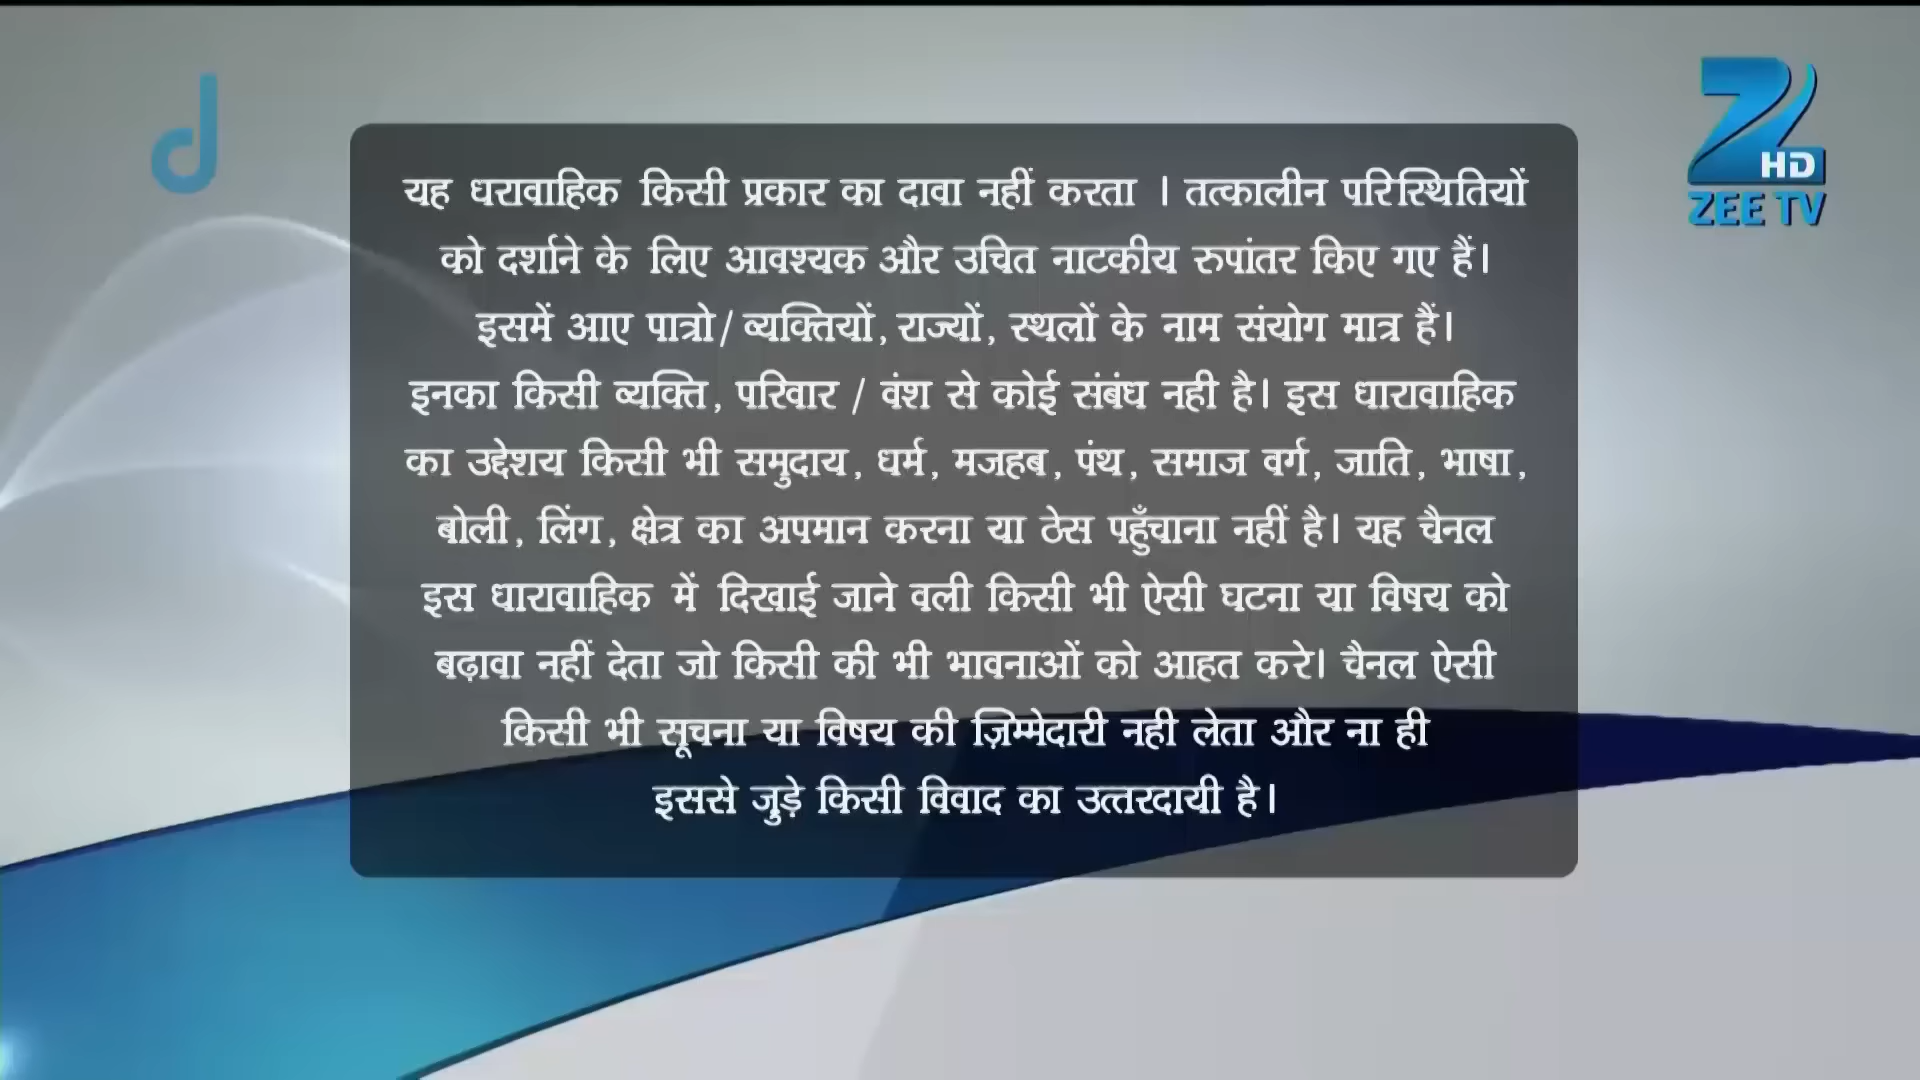 d
HD
ZEE TV
यह धरावाहिक किसी प्रकार का दावा नहीं करता । तत्कालीन परिस्थितियों
को दर्शाने के लिए आवश्यक और उचित नाटकीय रुपांतर किए गए हैं।
इसमें आए पात्रो/ व्यक्तियों, राज्यों, स्थलों के नाम संयोग मात्र हैं।
इनका किसी व्यक्ति, परिवार / वंश से कोई संबंध नही है। इस धारावाहिक
का उद्देशय किसी भी समुदाय, धर्म, मजहब, पंथ, समाज वर्ग, जाति, भाषा,
बोली, लिंग, क्षेत्र का अपमान करना या ठेस पहुँचाना नहीं है। यह चैनल
इस धारावाहिक में दिखाई जाने वली किसी भी ऐसी घटना या विषय को
बढ़ावा नहीं देता जो किसी की भी भावनाओं को आहत करे। चैनल ऐसी
किसी भी सूचना या विषय की ज़िम्मेदारी नही लेता और ना ही
इससे जुड़े किसी विवाद का उत्तरदायी है।